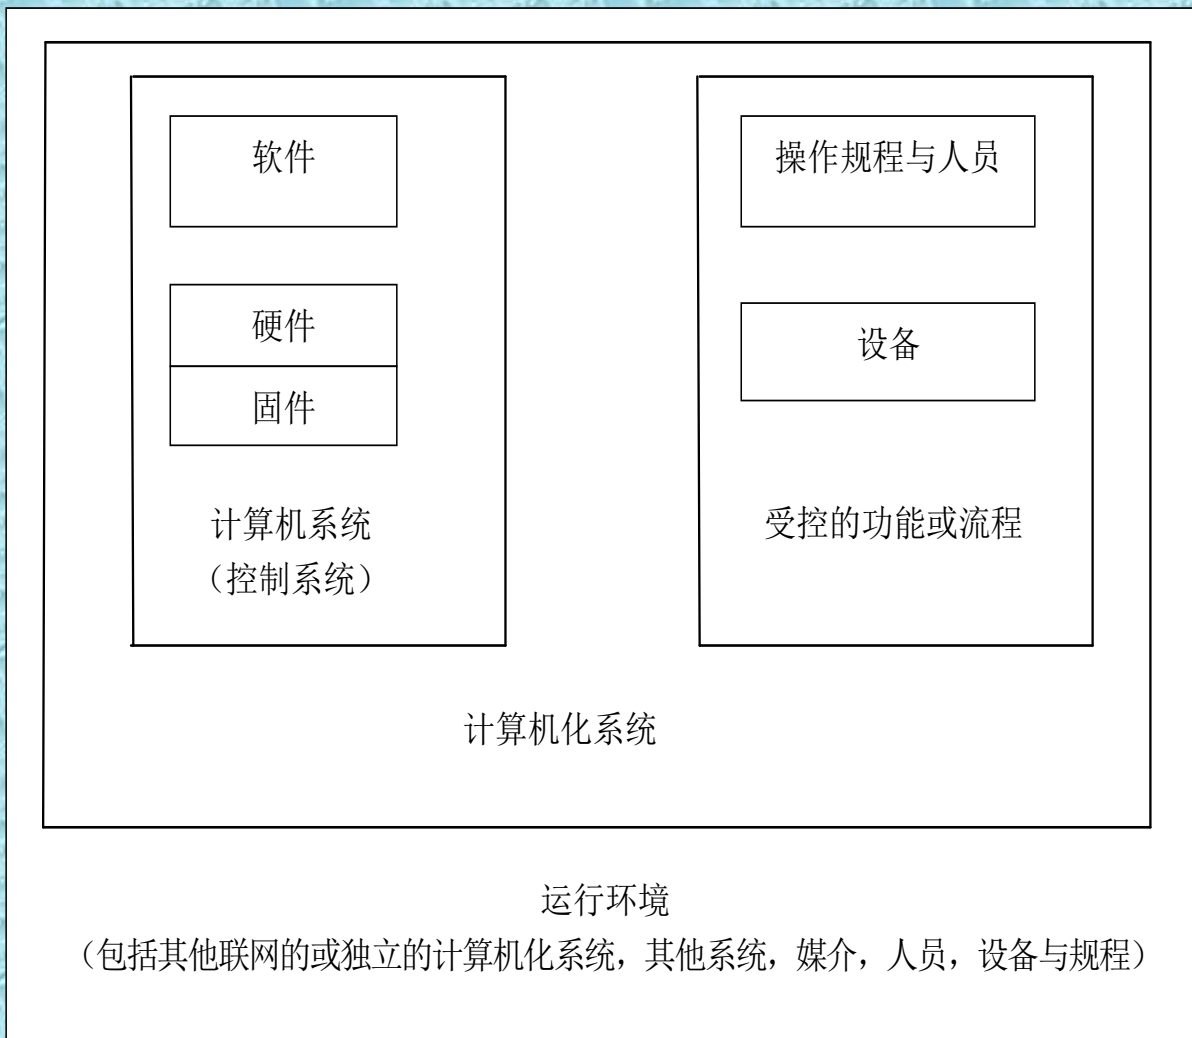 软件
硬件
固件
计算机系统
（控制系统）
操作规程与人员
设备
受控的功能或流程
计算机化系统
运行环境
（包括其他联网的或独立的计算机化系统，其他系统，媒介，人员，设备与规程）